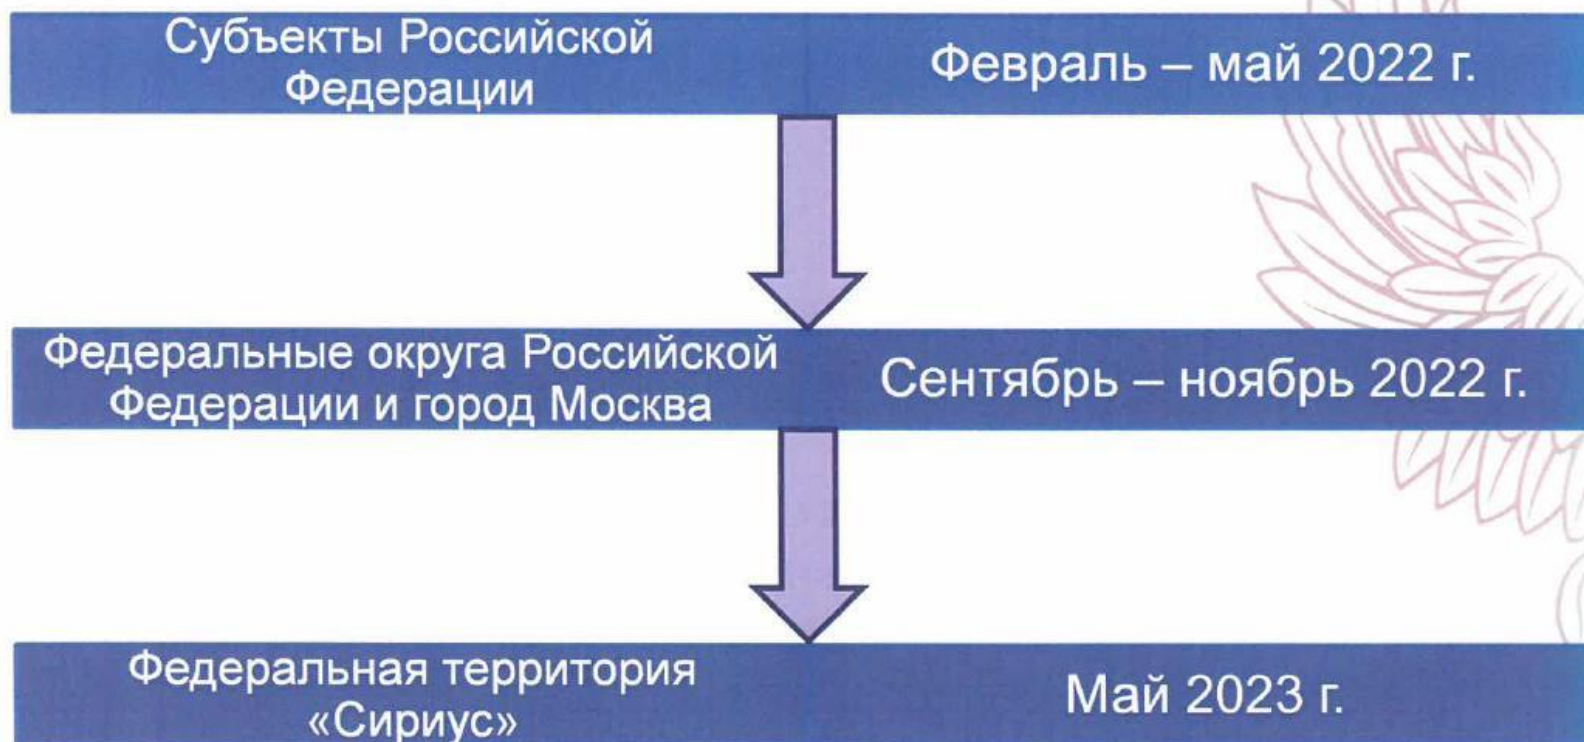 Субъекты Российской
Федерации
Февраль – май 2022 г.
Федеральные округа Российской
Федерации и город Москва
Сентябрь – ноябрь 2022 г.
Федеральная территория
«Сириус»
Май 2023 г.